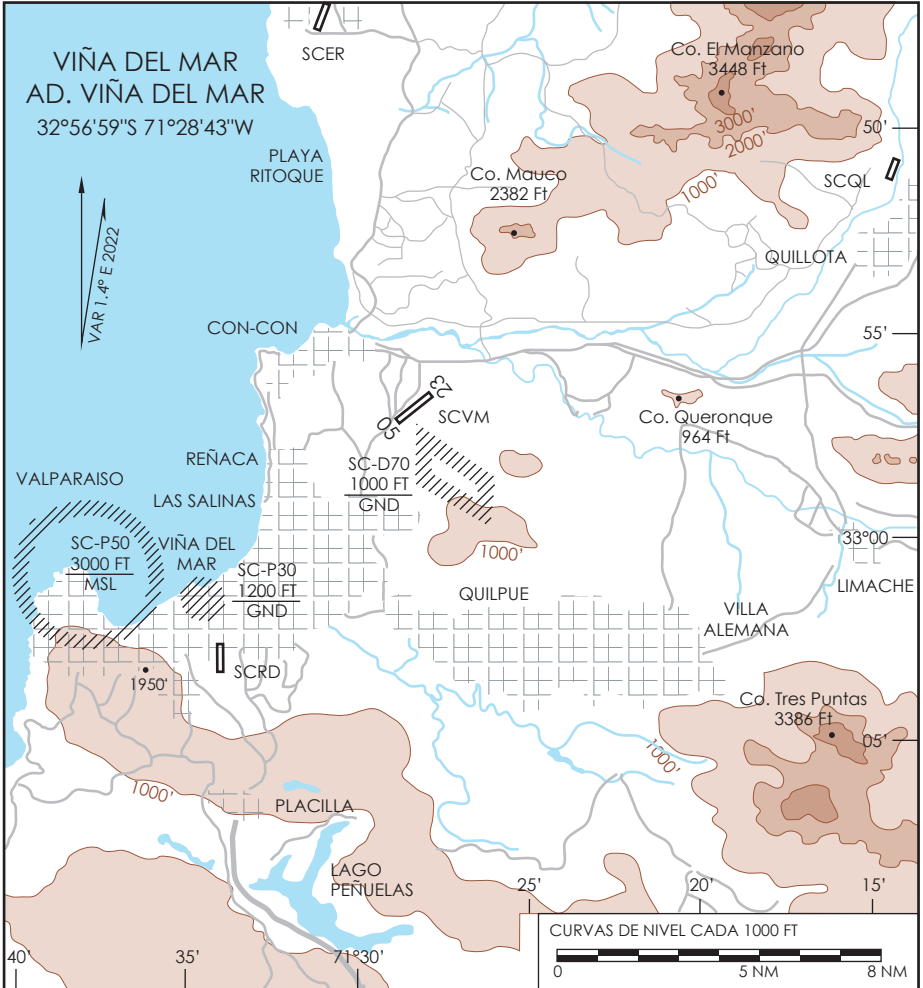 VIÑA DEL MAR
AD. VIÑA DEL MAR
32°56'59"S 71°28'43"W
SCER
Co. El Manzano
3448 Ft
3000'
2000'
1000'
50'
PLAYA
RITOQUE
Co. Mauco
2382 Ft
SCQL
VAR 1.4° E 2022
QUILLOTA
CON-CON
55'
23
05
SCVM
Co. Queronque
964 Ft
REÑACA
SC-D70
1000 FT
GND
VALPARAISO
LAS SALINAS
SC-P50
3000 FT
MSL
VIÑA DEL
MAR
1000'
33°00
SC-P30
1200 FT
GND
QUILPUE
LIMACHE
VILLA
ALEMANA
SCRD
1950'
Co. Tres Puntas
3386 Ft
05'
1000'
1000'
PLACILLA
LAGO
PEÑUELAS
25'
20'
15'
CURVAS DE NIVEL CADA 1000 FT
0
5 NM
8 NM
40'
35'
71°30'